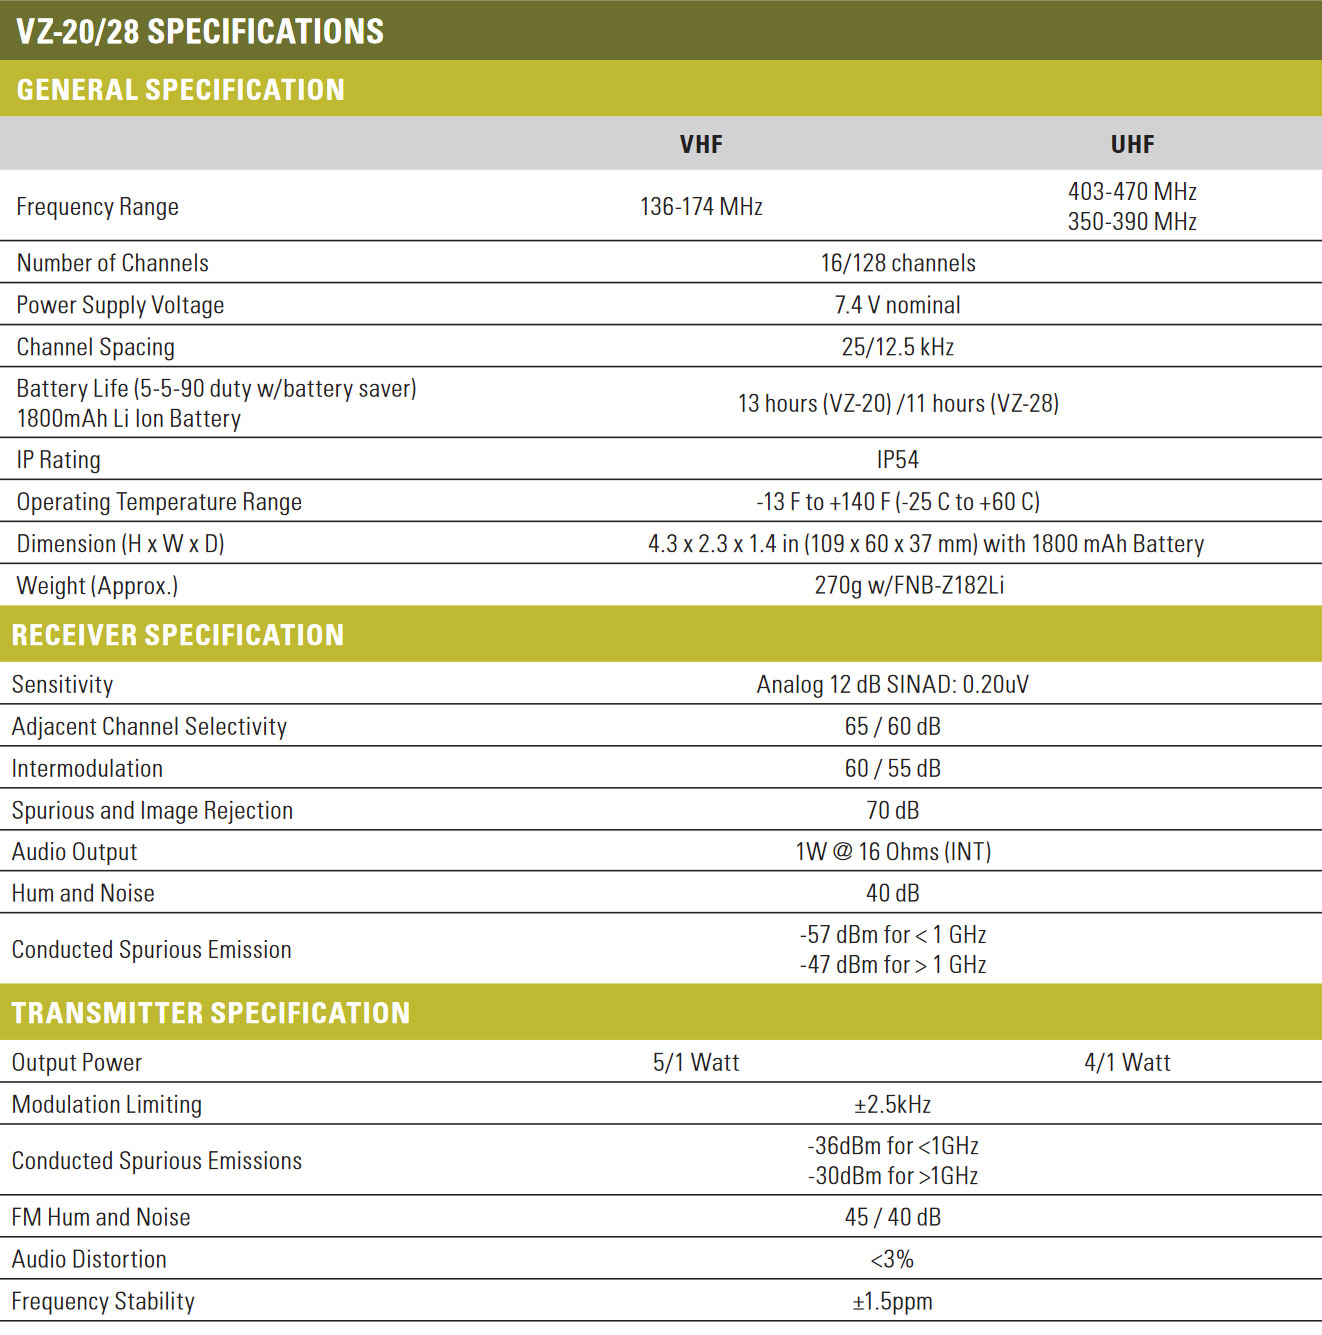 VZ-20/28 SPECIFICATIONS
GENERAL SPECIFICATION
VHF UHF
Frequency Range 136-174 MHz 403-470 MHz
350-390 MHz
Number of Channels 16/128 channels
Power Supply Voltage 7.4 V nominal
Channel Spacing 25/12.5 kHz
Battery Life (5-5-90 duty w/battery saver)
1800mAh Li Ion Battery 13 hours (VZ-20) /11 hours (VZ-28)
IP Rating IP54
Operating Temperature Range -13 F to +140 F (-25 C to +60 C)
Dimension (H x W x D) 4.3 x 2.3 x 1.4 in (109 x 60 x 37 mm) with 1800 mAh Battery
Weight (Approx.) 270g w/FNB-Z182Li
RECEIVER SPECIFICATION
Sensitivity Analog 12 dB SINAD: 0.20uV
Adjacent Channel Selectivity 65 / 60 dB
Intermodulation 60 / 55 dB
Spurious and Image Rejection 70 dB
Audio Output 1W @ 16 Ohms (INT)
Hum and Noise 40 dB
Conducted Spurious Emission -57 dBm for < 1 GHz
-47 dBm for > 1 GHz
TRANSMITTER SPECIFICATION
Output Power 5/1 Watt 4/1 Watt
Modulation Limiting ±2.5kHz
Conducted Spurious Emissions -36dBm for <1GHz
-30dBm for >1GHz
FM Hum and Noise 45 / 40 dB
Audio Distortion <3%
Frequency Stability ±1.5ppm